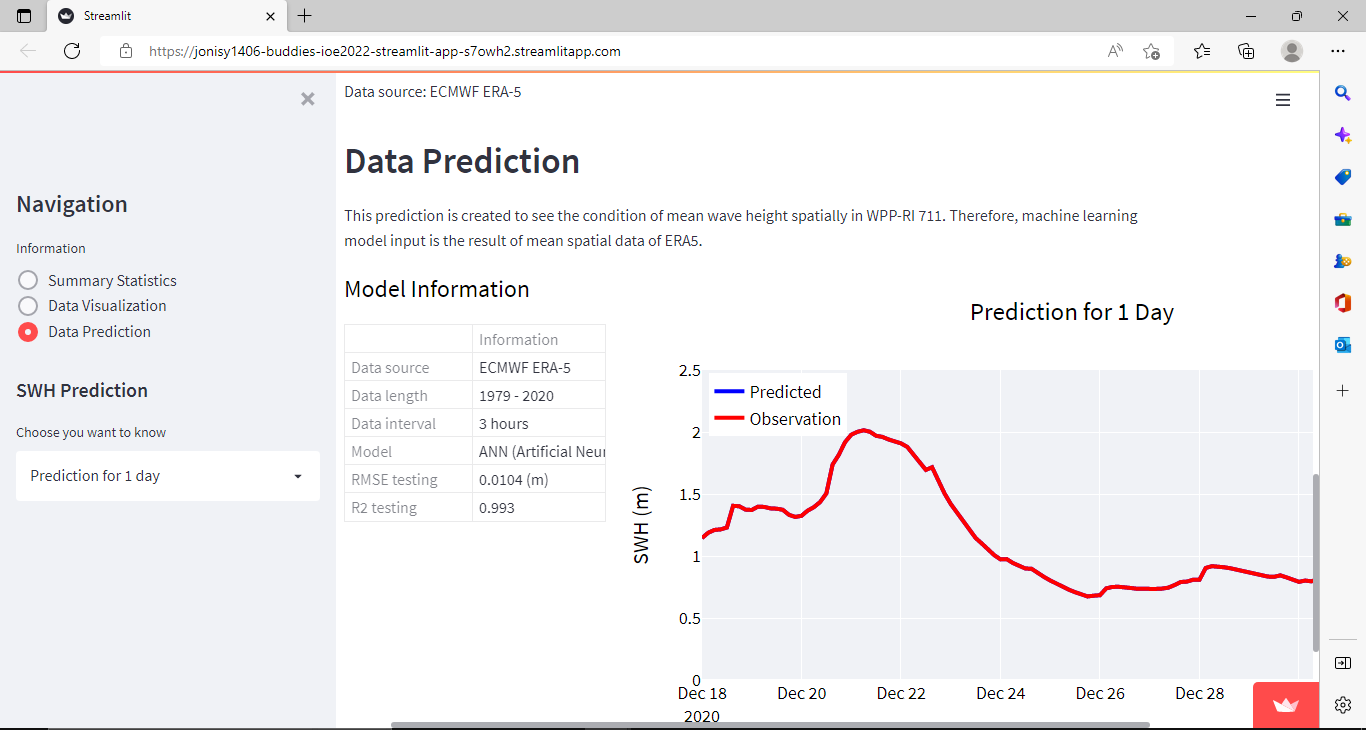 Streamlit
https://jonisy1406-buddies-ioe2022-streamlit-app-s7owh2.streamlitapp.com
Navigation
Information
Summary Statistics
Data Visualization
Data Prediction
SWH Prediction
Choose you want to know
Prediction for 1 day
Data source: ECMWF ERA-5
Data Prediction
This prediction is created to see the condition of mean wave height spatially in WPP-RI 711. Therefore, machine learning
model input is the result of mean spatial data of ERA5.
Model Information
Information
Data source ECMWF ERA-5
Data length 1979 - 2020
Data interval 3 hours
Model ANN (Artificial Neur
RMSE testing 0.0104 (m)
R2 testing 0.993
Prediction for 1 Day
Predicted
Observation
SWH (m)
2.5
2
1.5
1
0.5
0
Dec 18 Dec 20 Dec 22 Dec 24 Dec 26 Dec 28
2020